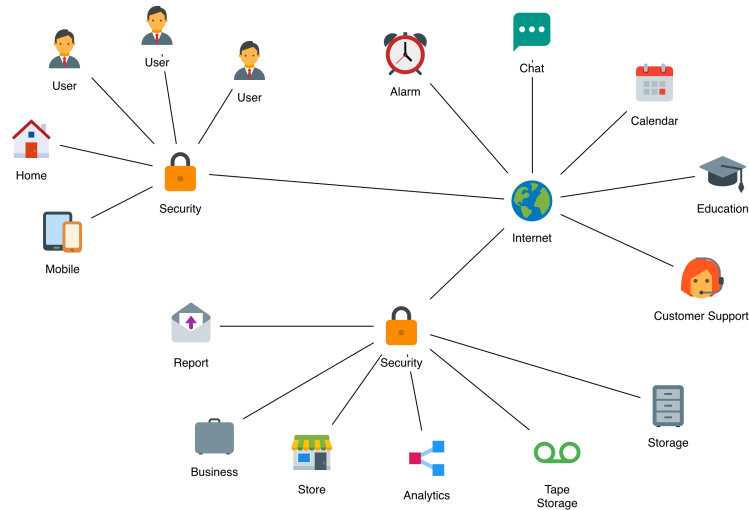 User
User
User
Alarm
Chat
Calendar
Home
Security
Education
Mobile
Internet
Customer Support
Report
Security
Business
Store
Analytics
Tape
Storage
Storage